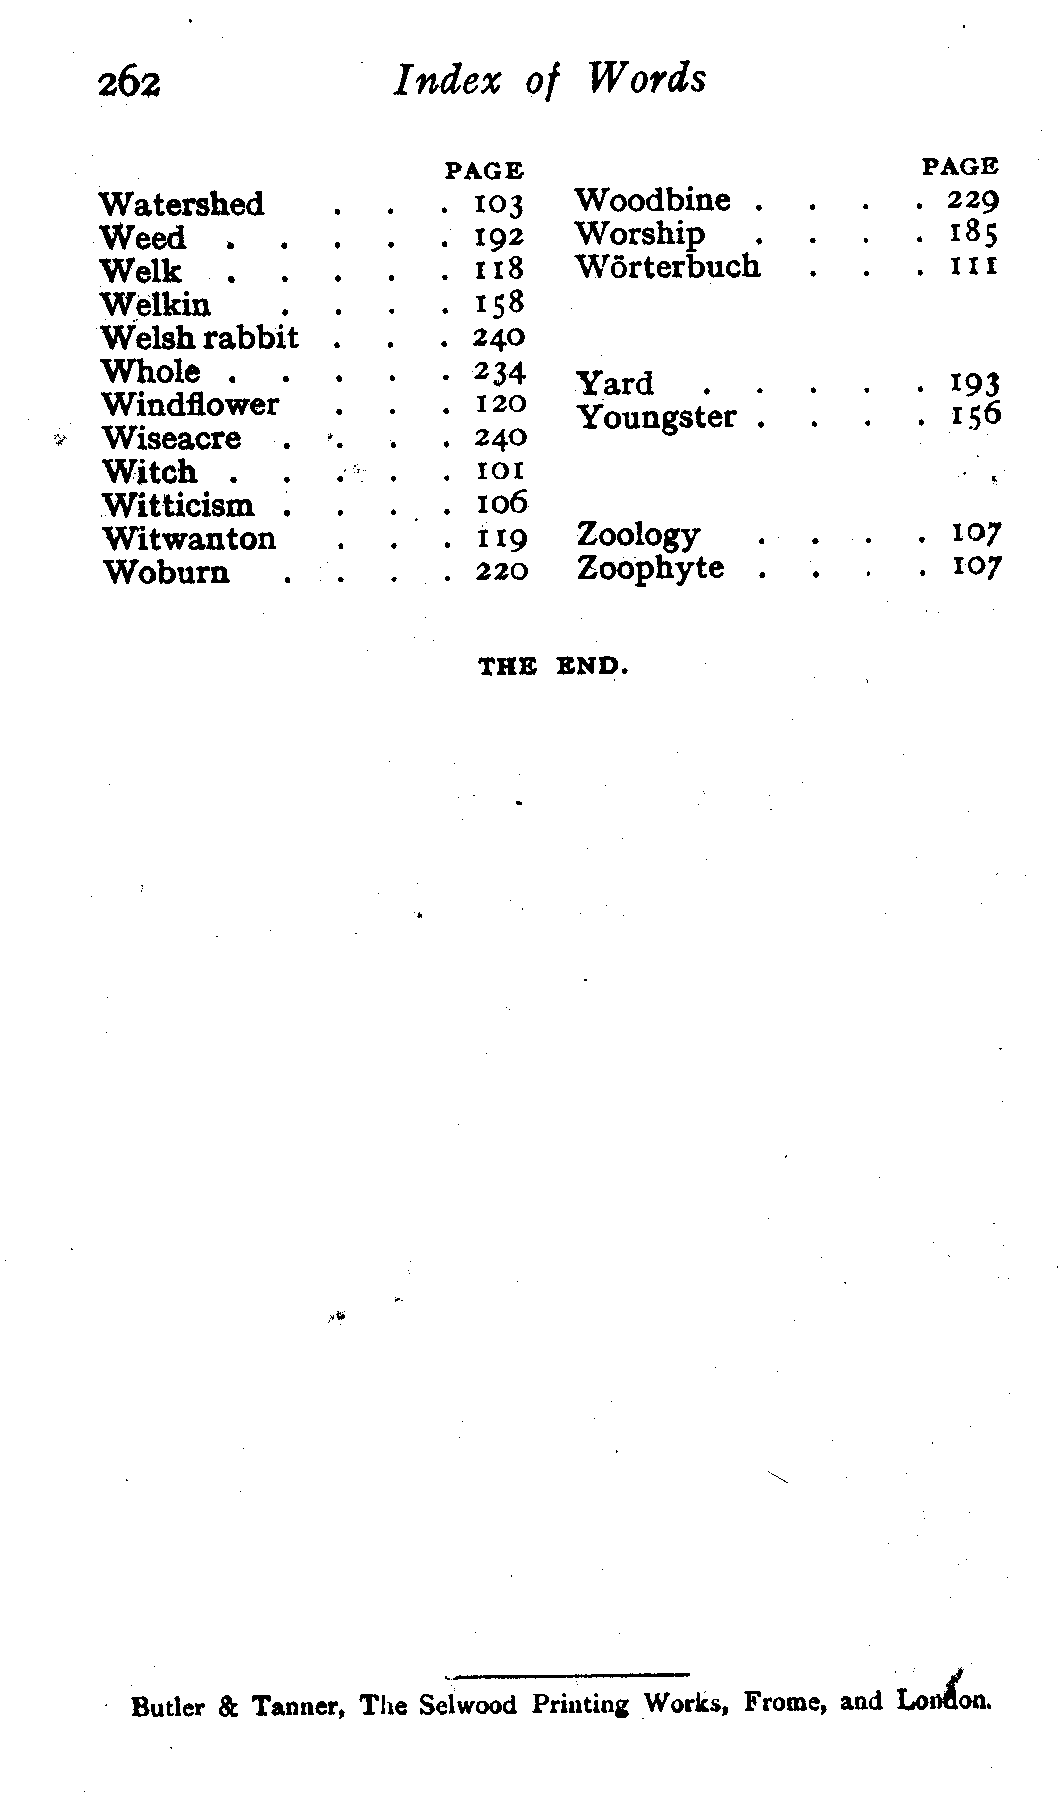 262 Index of Words
PAGE
Watershed . . . 103
Weed . . . . . 192
Welk . . . . . 118
Welkin . . . . 158
Welsh rabbit . . . 240
Whole . . . . . 234
Windflower . . . 120
Wiseacre . . . . 240
Witch . . . . . 101
Witticism . . . . 106
Witwanton . . . 119
Woburn . . . . 220
PAGE
Woodbine . . . . 229
Worship . . . . 185
Wörterbuch . . . 111
Yard . . . . . 193
Youngster . . . . 156
Zoology . . . . 107
Zoophyte . . . . 107
THE END.
Butler & Tanner, The Selwood Printing Works, Frome, and London.